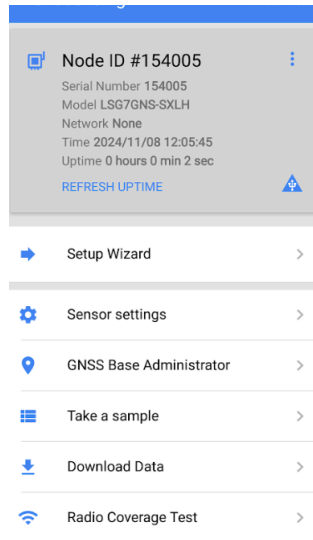 Node ID #154005
Serial Number 154005
Model LSG7GNS-SXLH
Network None
Time 2024/11/08 12:05:45
Uptime 0 hours 0 min 2 sec
REFRESH UPTIME
Setup Wizard
Sensor settings
GNSS Base Administrator
Take a sample
Download Data
Radio Coverage Test